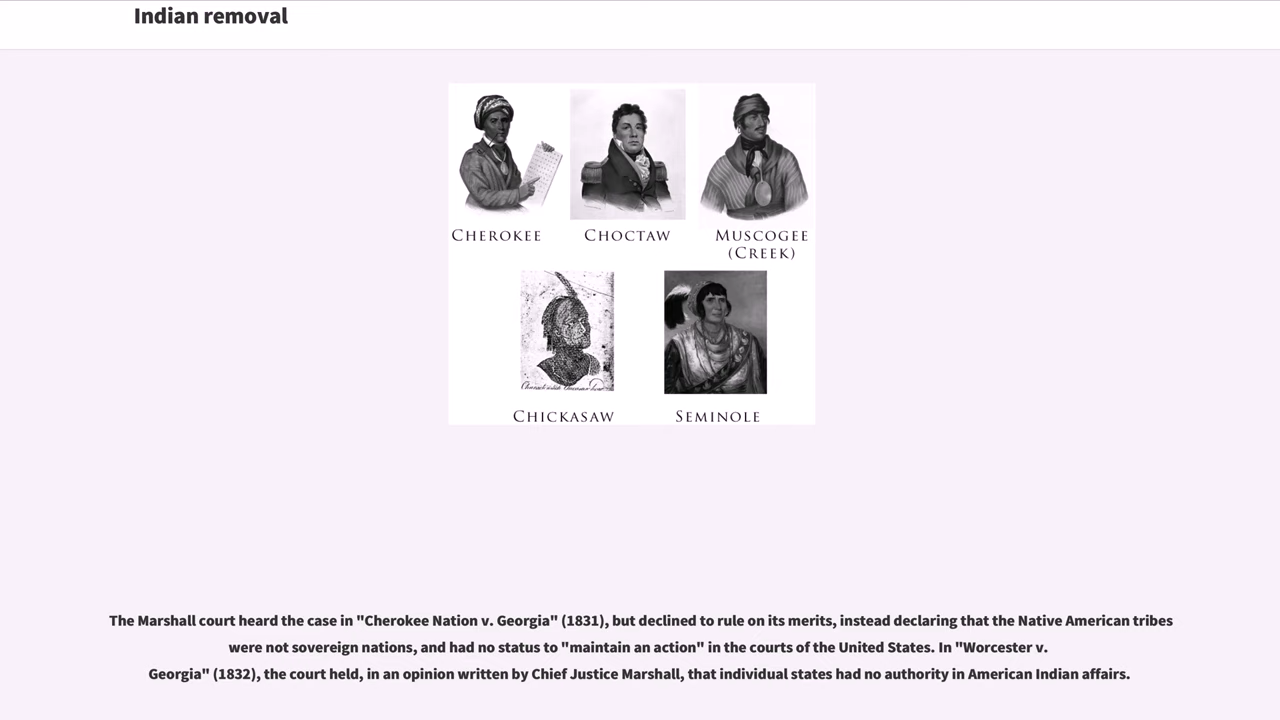 Indian removal
CHEROKEE
CHOCTAW
MUSCOGEE
(CREEK)
CHICKASAW
SEMINOLE
The Marshall court heard the case in "Cherokee Nation v. Georgia" (1831), but declined to rule on its merits, instead declaring that the Native American tribes
were not sovereign nations, and had no status to "maintain an action" in the courts of the United States. In "Worcester v.
Georgia" (1832), the court held, in an opinion written by Chief Justice Marshall, that individual states had no authority in American Indian affairs.